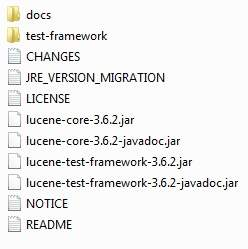 docs
test-framework
CHANGES
JRE_VERSION_MIGRATION
LICENSE
lucene-core-3.6.2.jar
lucene-core-3.6.2-javadoc.jar
lucene-test-framework-3.6.2.jar
lucene-test-framework-3.6.2-javadoc.jar
NOTICE
README